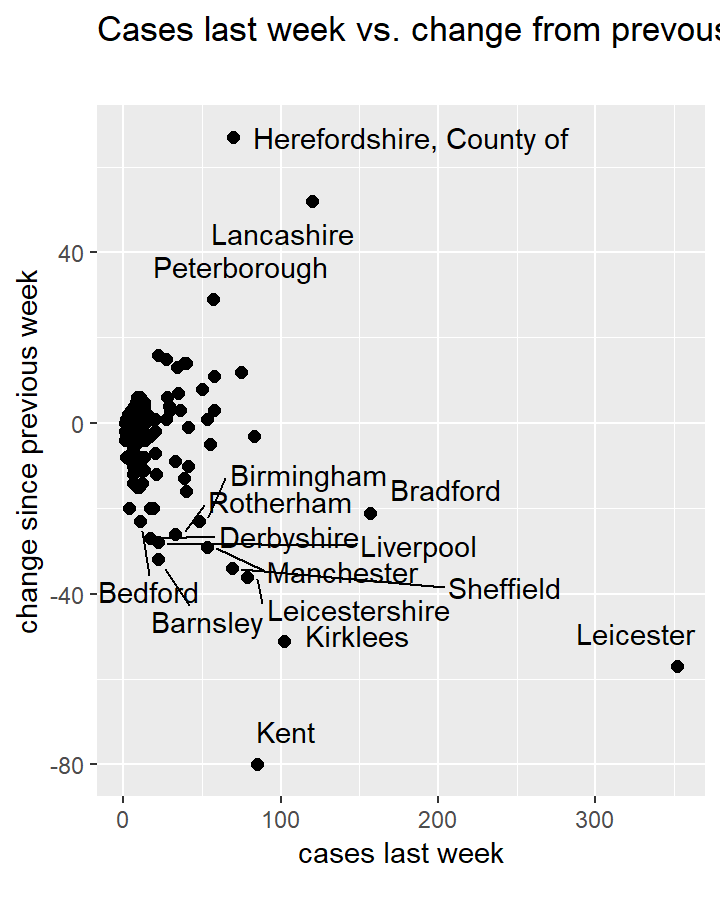 Cases last week vs. change from prevous
Herefordshire, County of
Lancashire
Peterborough
40
0
-40
-80
change since previous week
Birmingham
Bradford
Rotherham
Derbyshire
Liverpool
Manchester
Sheffield
Bedford
Leicestershire
Barnsley
Kirklees
Leicester
Kent
0 100 200 300
cases last week